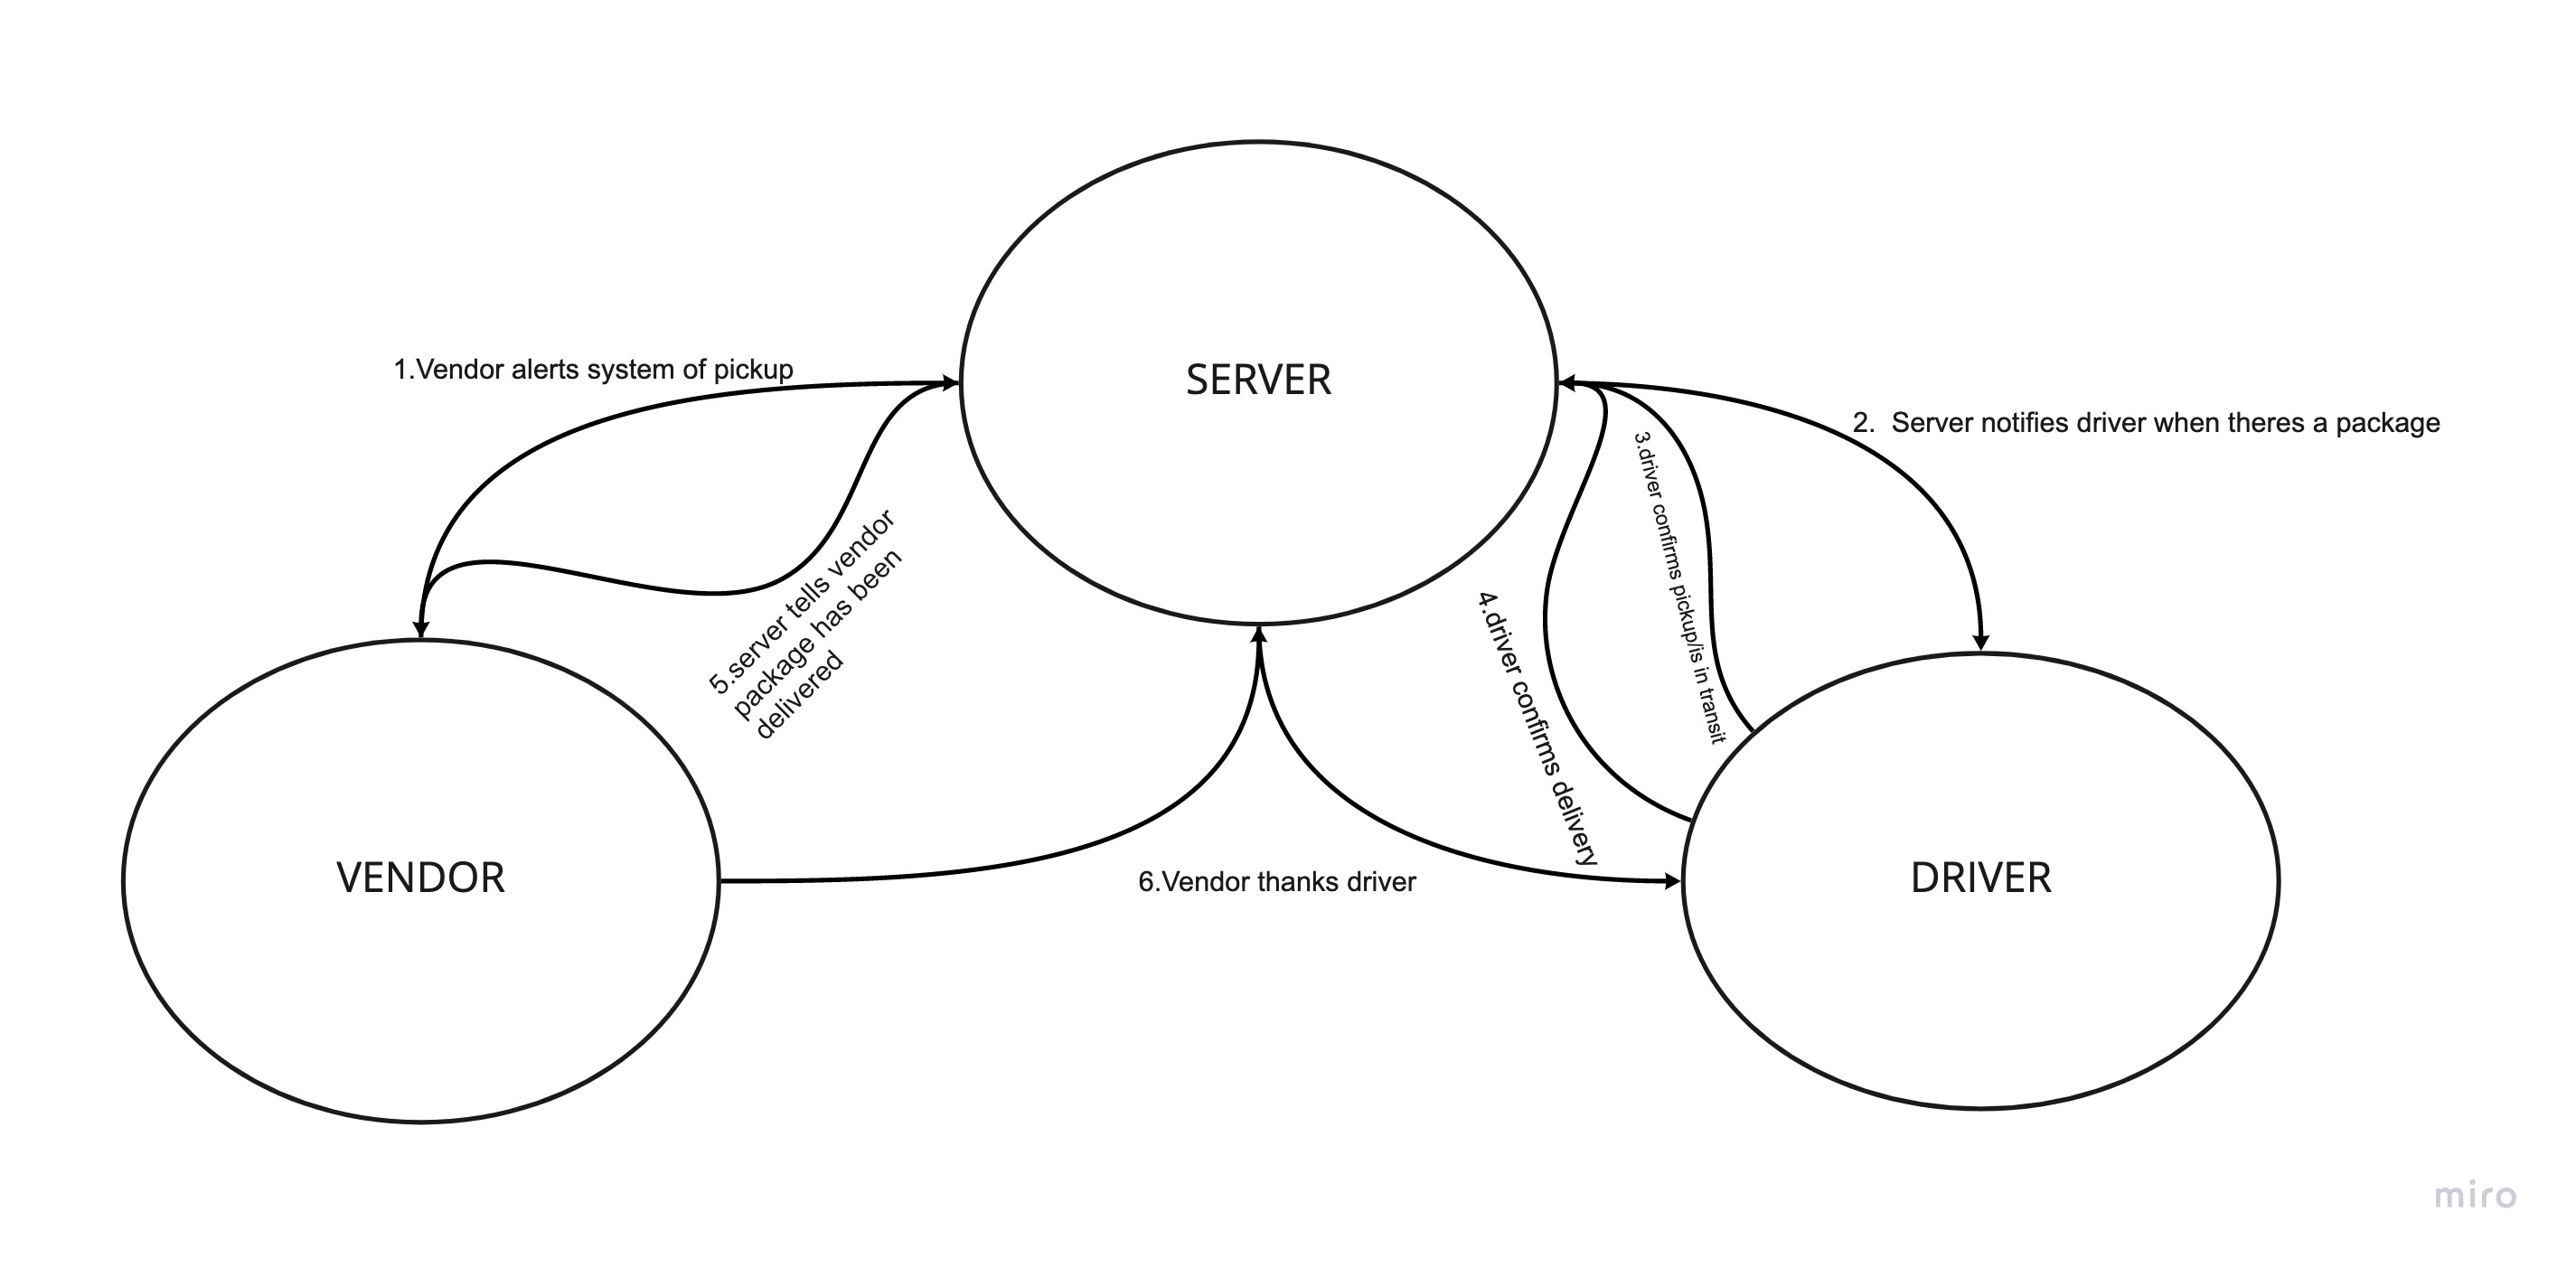 SERVER
1.Vendor alerts system of pickup
2.  Server notifies driver when theres a package
3.driver confirms pickup/is in transit
4.driver confirms delivery
5.server tells vendor
package has been
delivered
6.Vendor thanks driver
VENDOR
DRIVER
miro